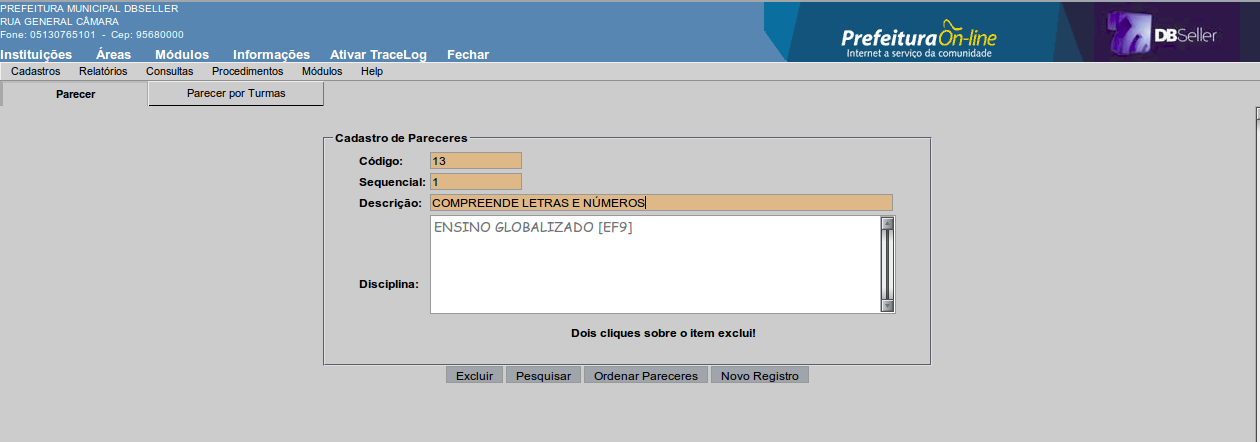 PREFEITURA MUNICIPAL DBSELLER
RUA GENERAL CÂMARA
Fone: 05130765101 - Cep: 95680000
Prefeitura On-line
Internet a serviço da comunidade
DBSeller
Instituições Áreas Módulos Informações Ativar TraceLog Fechar
Cadastros Relatórios Consultas Procedimentos Módulos Help
Parecer Parecer por Turmas
Cadastro de Pareceres
Código: 13
Sequencial: 1
Descrição: COMPREENDE LETRAS E NÚMEROS
ENSINO GLOBALIZADO [EF9]
Disciplina:
Dois cliques sobre o item exclui!
Excluir Pesquisar Ordenar Pareceres Novo Registro